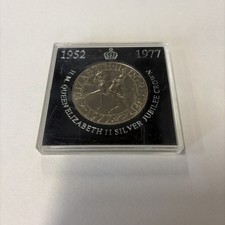 1952 1977
H.M. QUEEN ELIZABETH II SILVER JUBILEE CROWN